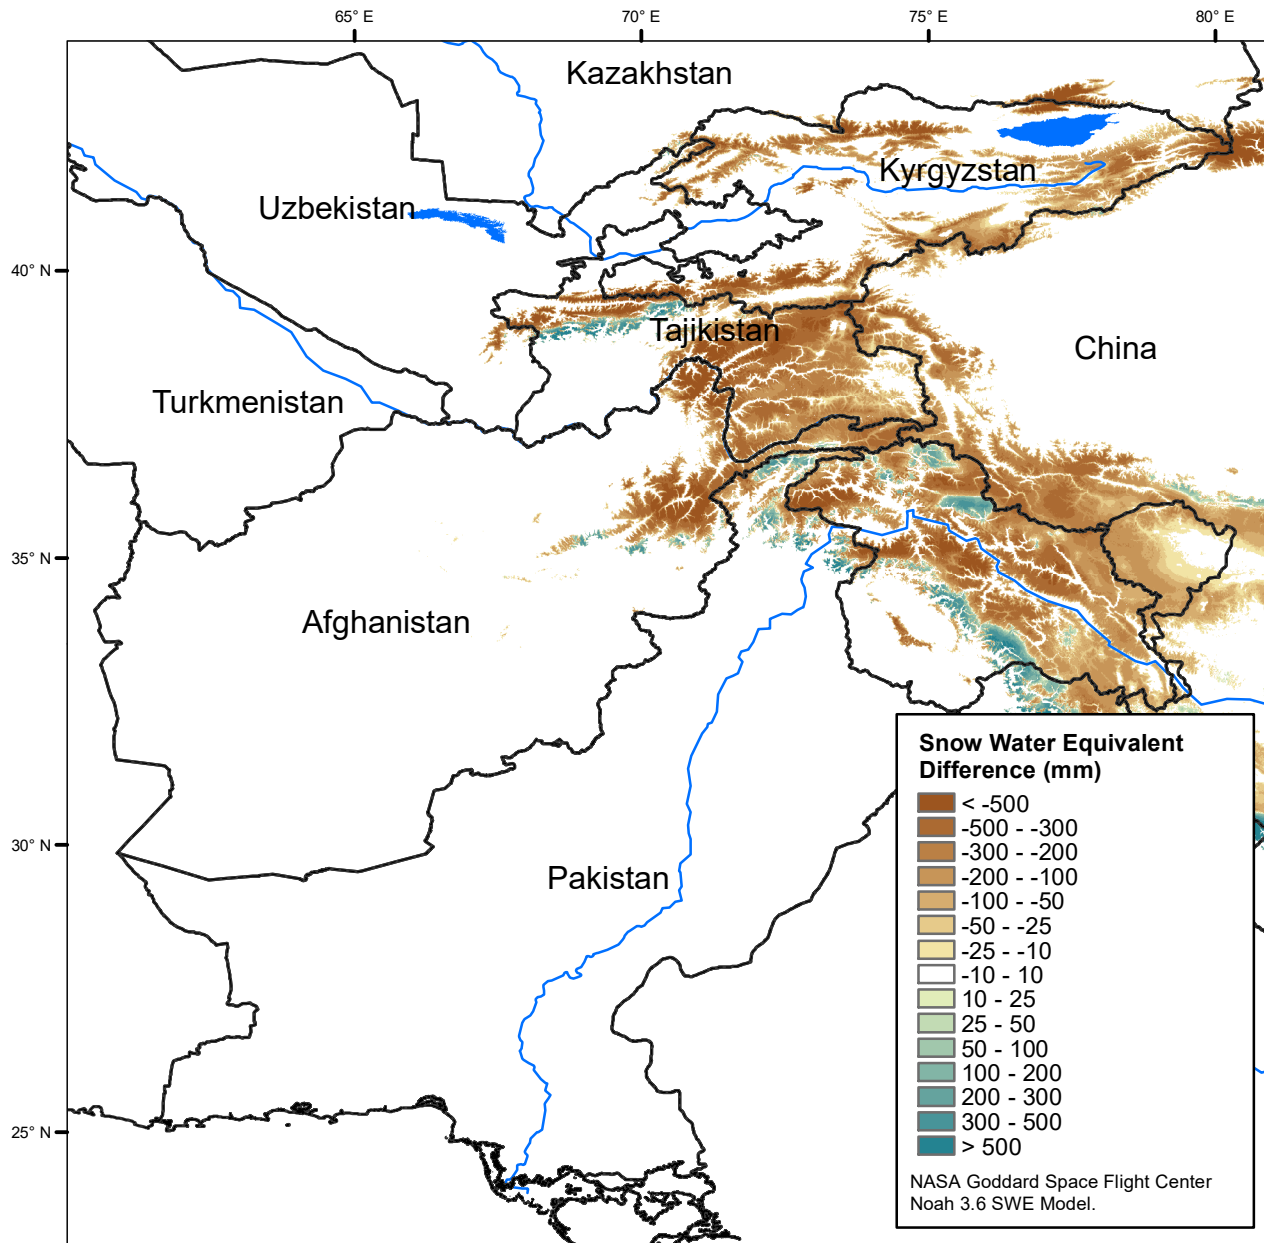 65° E
70° E
75° E
80° E
Kazakhstan
Kyrgyzstan
Uzbekistan
40° N
Tajikistan
China
Turkmenistan
35° N
Afghanistan
Snow Water Equivalent
Difference (mm)
< -500
-500 - -300
-300 - -200
-200 - -100
-100 - -50
-50 - -25
-25 - -10
-10 - 10
10 - 25
25 - 50
50 - 100
100 - 200
200 - 300
300 - 500
> 500
NASA Goddard Space Flight Center
Noah 3.6 SWE Model.
30° N
Pakistan
25° N